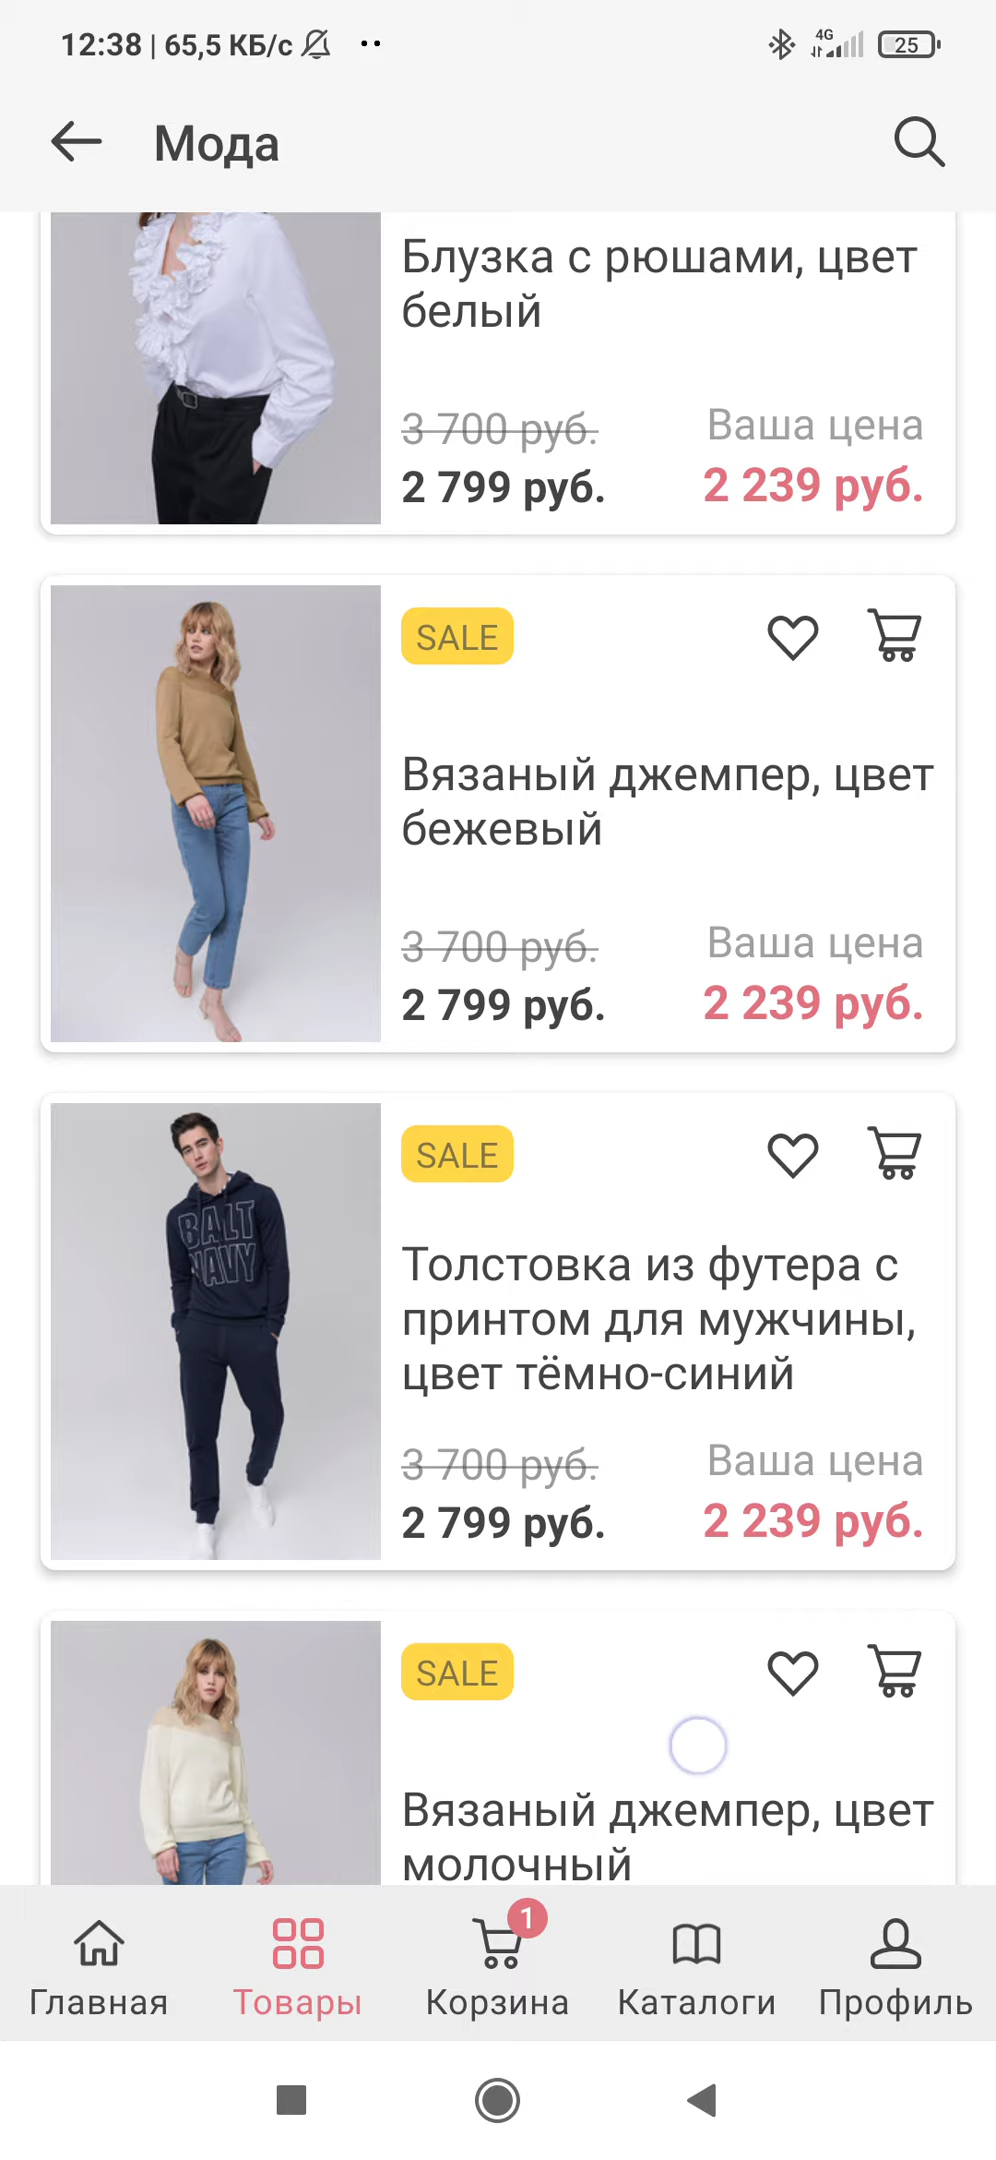 12:38 | 65,5 КБ/с
4G
25
Мода
Блузка с рюшами, цвет
белый
3 700 руб.
Ваша цена
2 799 руб.
2 239 руб.
SALE
Вязаный джемпер, цвет
бежевый
3 700 руб.
Ваша цена
2 799 руб.
2 239 руб.
BALT
NAVY
SALE
Толстовка из футера с
принтом для мужчины,
цвет тёмно-синий
3 700 руб.
Ваша цена
2 799 руб.
2 239 руб.
SALE
Вязаный джемпер, цвет
молочный
1
Главная
Товары
Корзина
Каталоги
Профиль